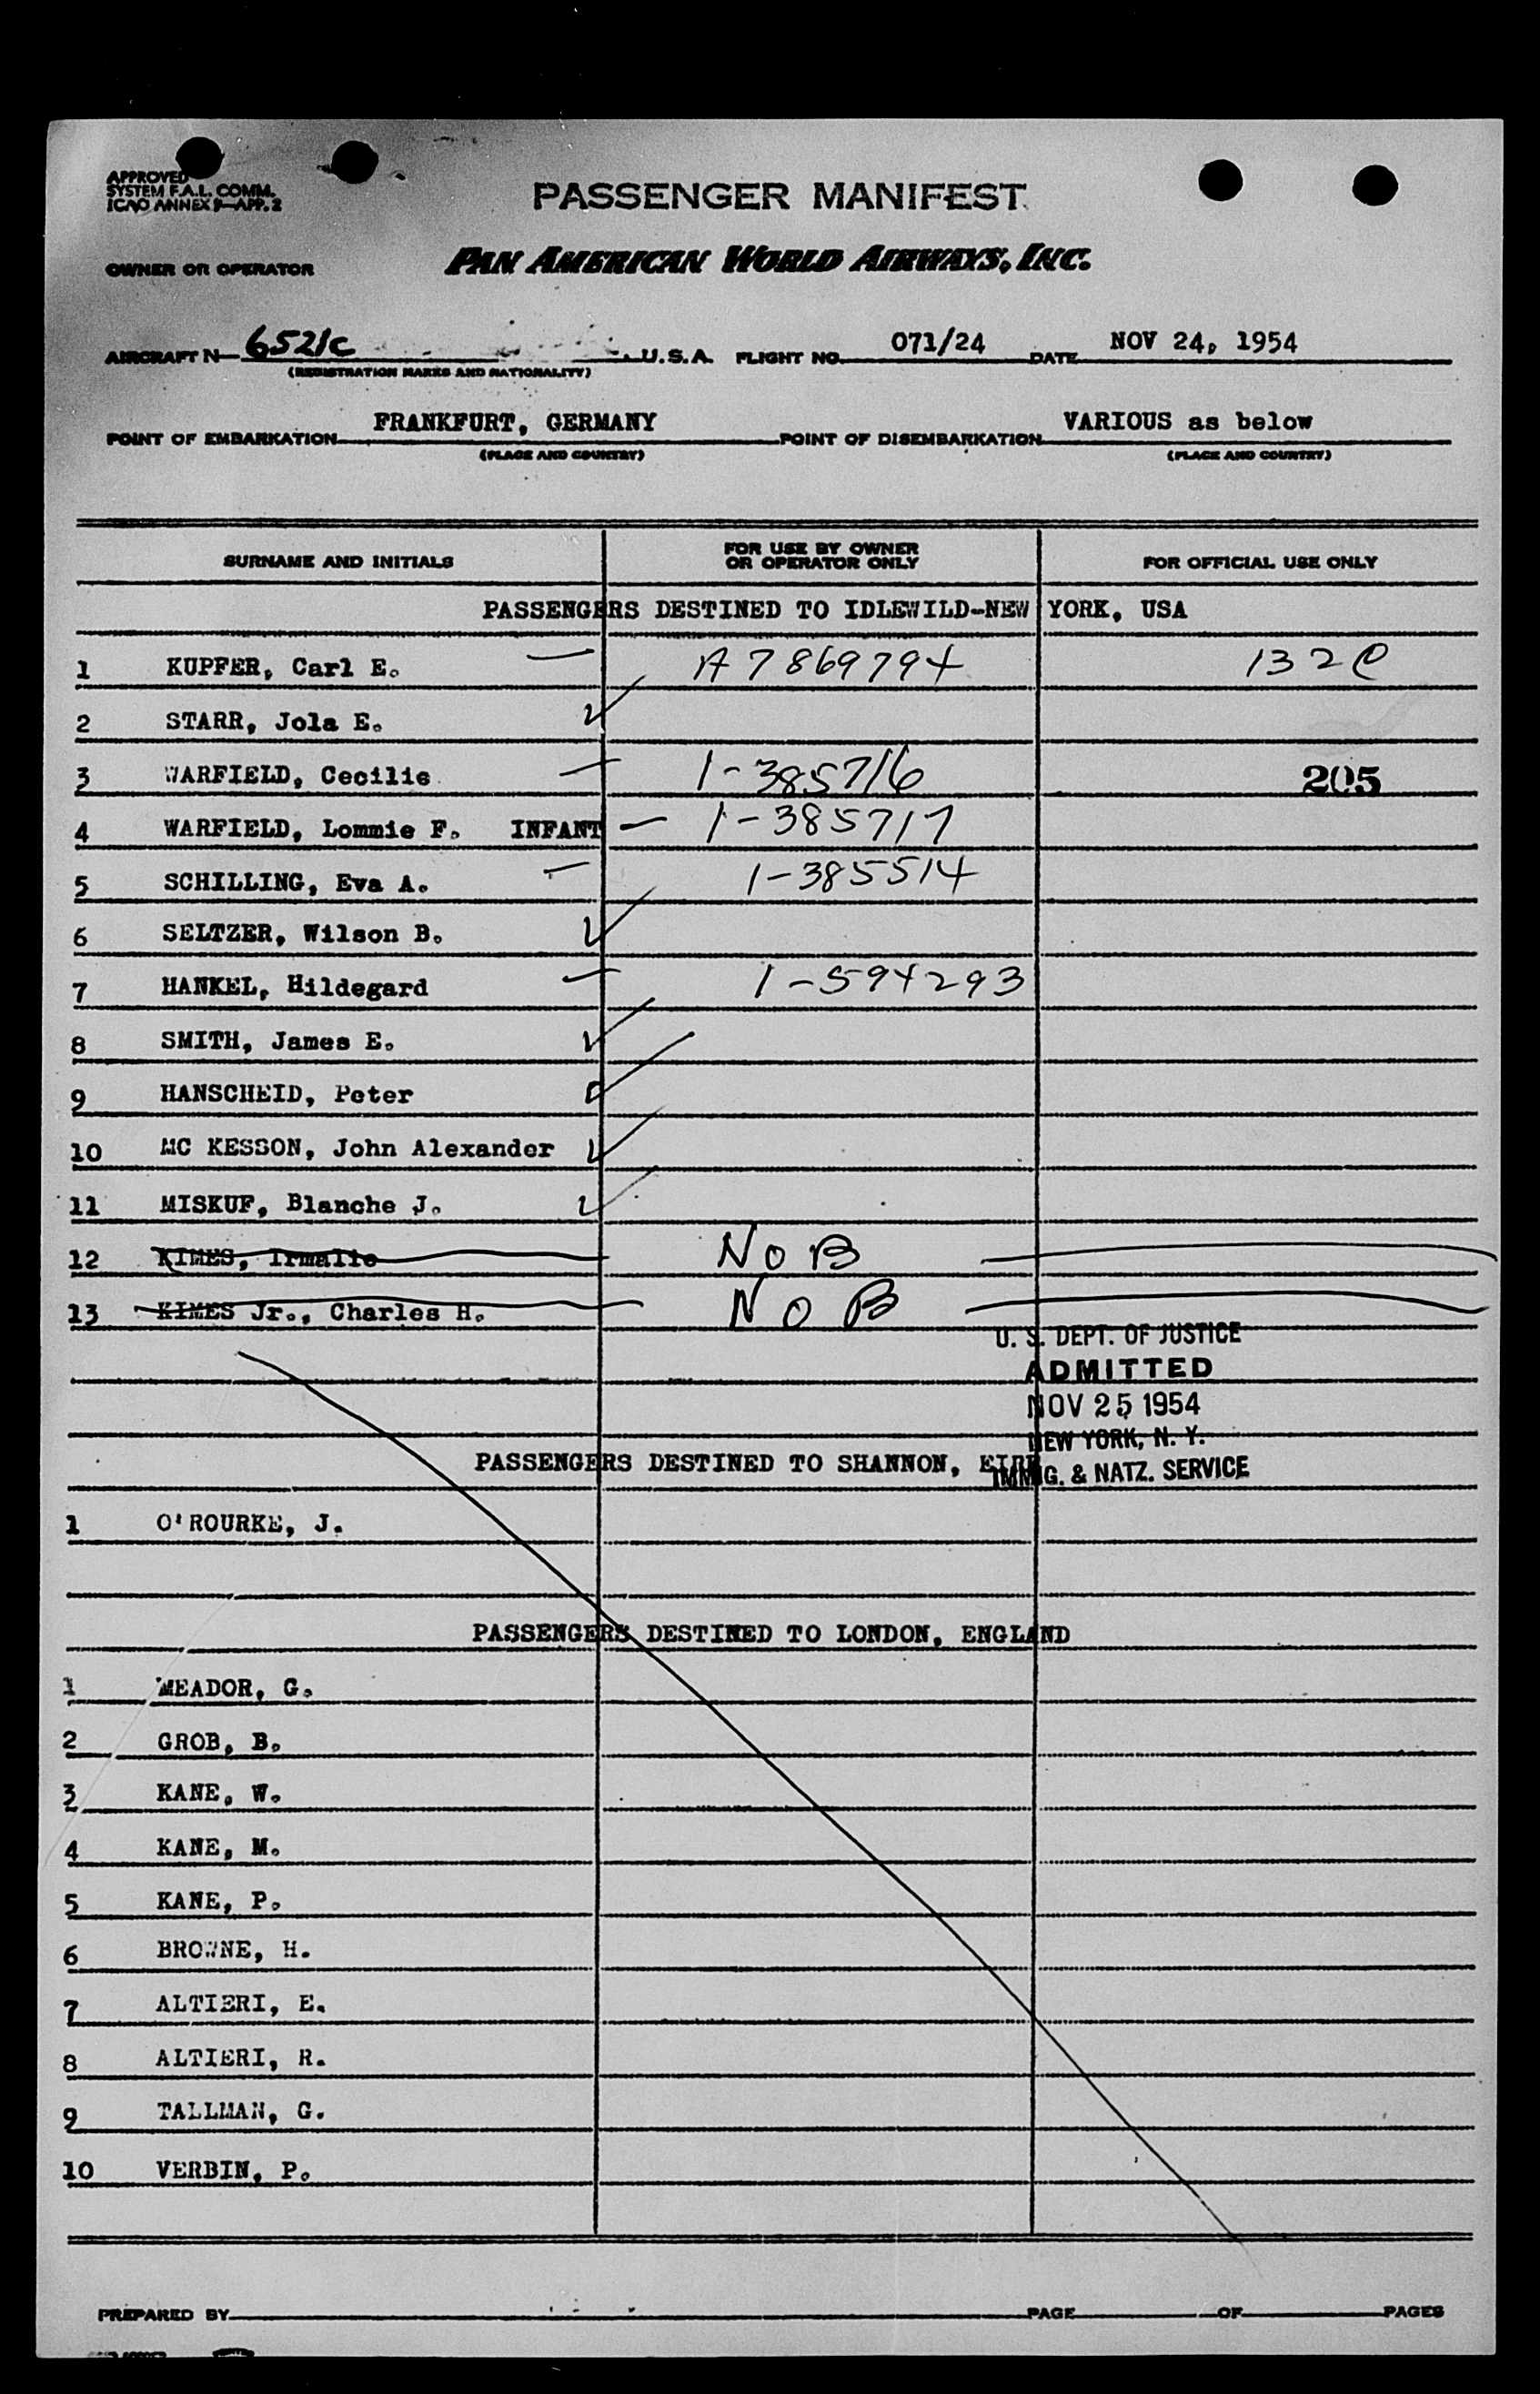 APPROVED
SYSTEM F.A.L. COMM.
ICAO ANNEX 9-APP. 2
PASSENGER MANIFEST
OWNER OR OPERATOR PAN AMERICAN WORLD AIRWAYS, INC.
AIRCRAFT N 6521C U.S.A. FLIGHT NO. 071/24 DATE NOV 24, 1954
(REGISTRATION MARKS AND NATIONALITY)
POINT OF EMBARKATION FRANKFURT, GERMANY POINT OF DISEMBARKATION VARIOUS as below
(PLACE AND COUNTRY) (PLACE AND COUNTRY)
SURNAME AND INITIALS FOR USE BY OWNER OR OPERATOR ONLY FOR OFFICIAL USE ONLY
PASSENGERS DESTINED TO IDLEWILD-NEW YORK, USA
1 KUPFER, Carl E. A7869794 132
2 STARR, Jola E.
3 WARFIELD, Cecilie 1-385716 205
4 WARFIELD, Lommie F. INFANT 1-385717
5 SCHILLING, Eva A. 1-385514
6 SELTZER, Wilson B.
7 HANKEL, Hildegard 1-594293
8 SMITH, James E.
9 HANSCHEID, Peter
10 MC KESSON, John Alexander
11 MISKUF, Blanche J.
12 KIMES, Irmalie NOB
13 KIMES Jr., Charles H. NOB
U. S. DEPT. OF JUSTICE
ADMITTED
NOV 25 1954
NEW YORK, N. Y.
IMMIG. & NATZ. SERVICE
PASSENGERS DESTINED TO SHANNON, EIRE
1 O'ROURKE, J.
PASSENGERS DESTINED TO LONDON, ENGLAND
1 MEADOR, G.
2 GROB, B.
3 KANE, W.
4 KANE, M.
5 KANE, P.
6 BROWNE, H.
7 ALTIERI, E.
8 ALTIERI, R.
9 TALLMAN, G.
10 VERBIN, P.
PREPARED BY PAGE OF PAGES